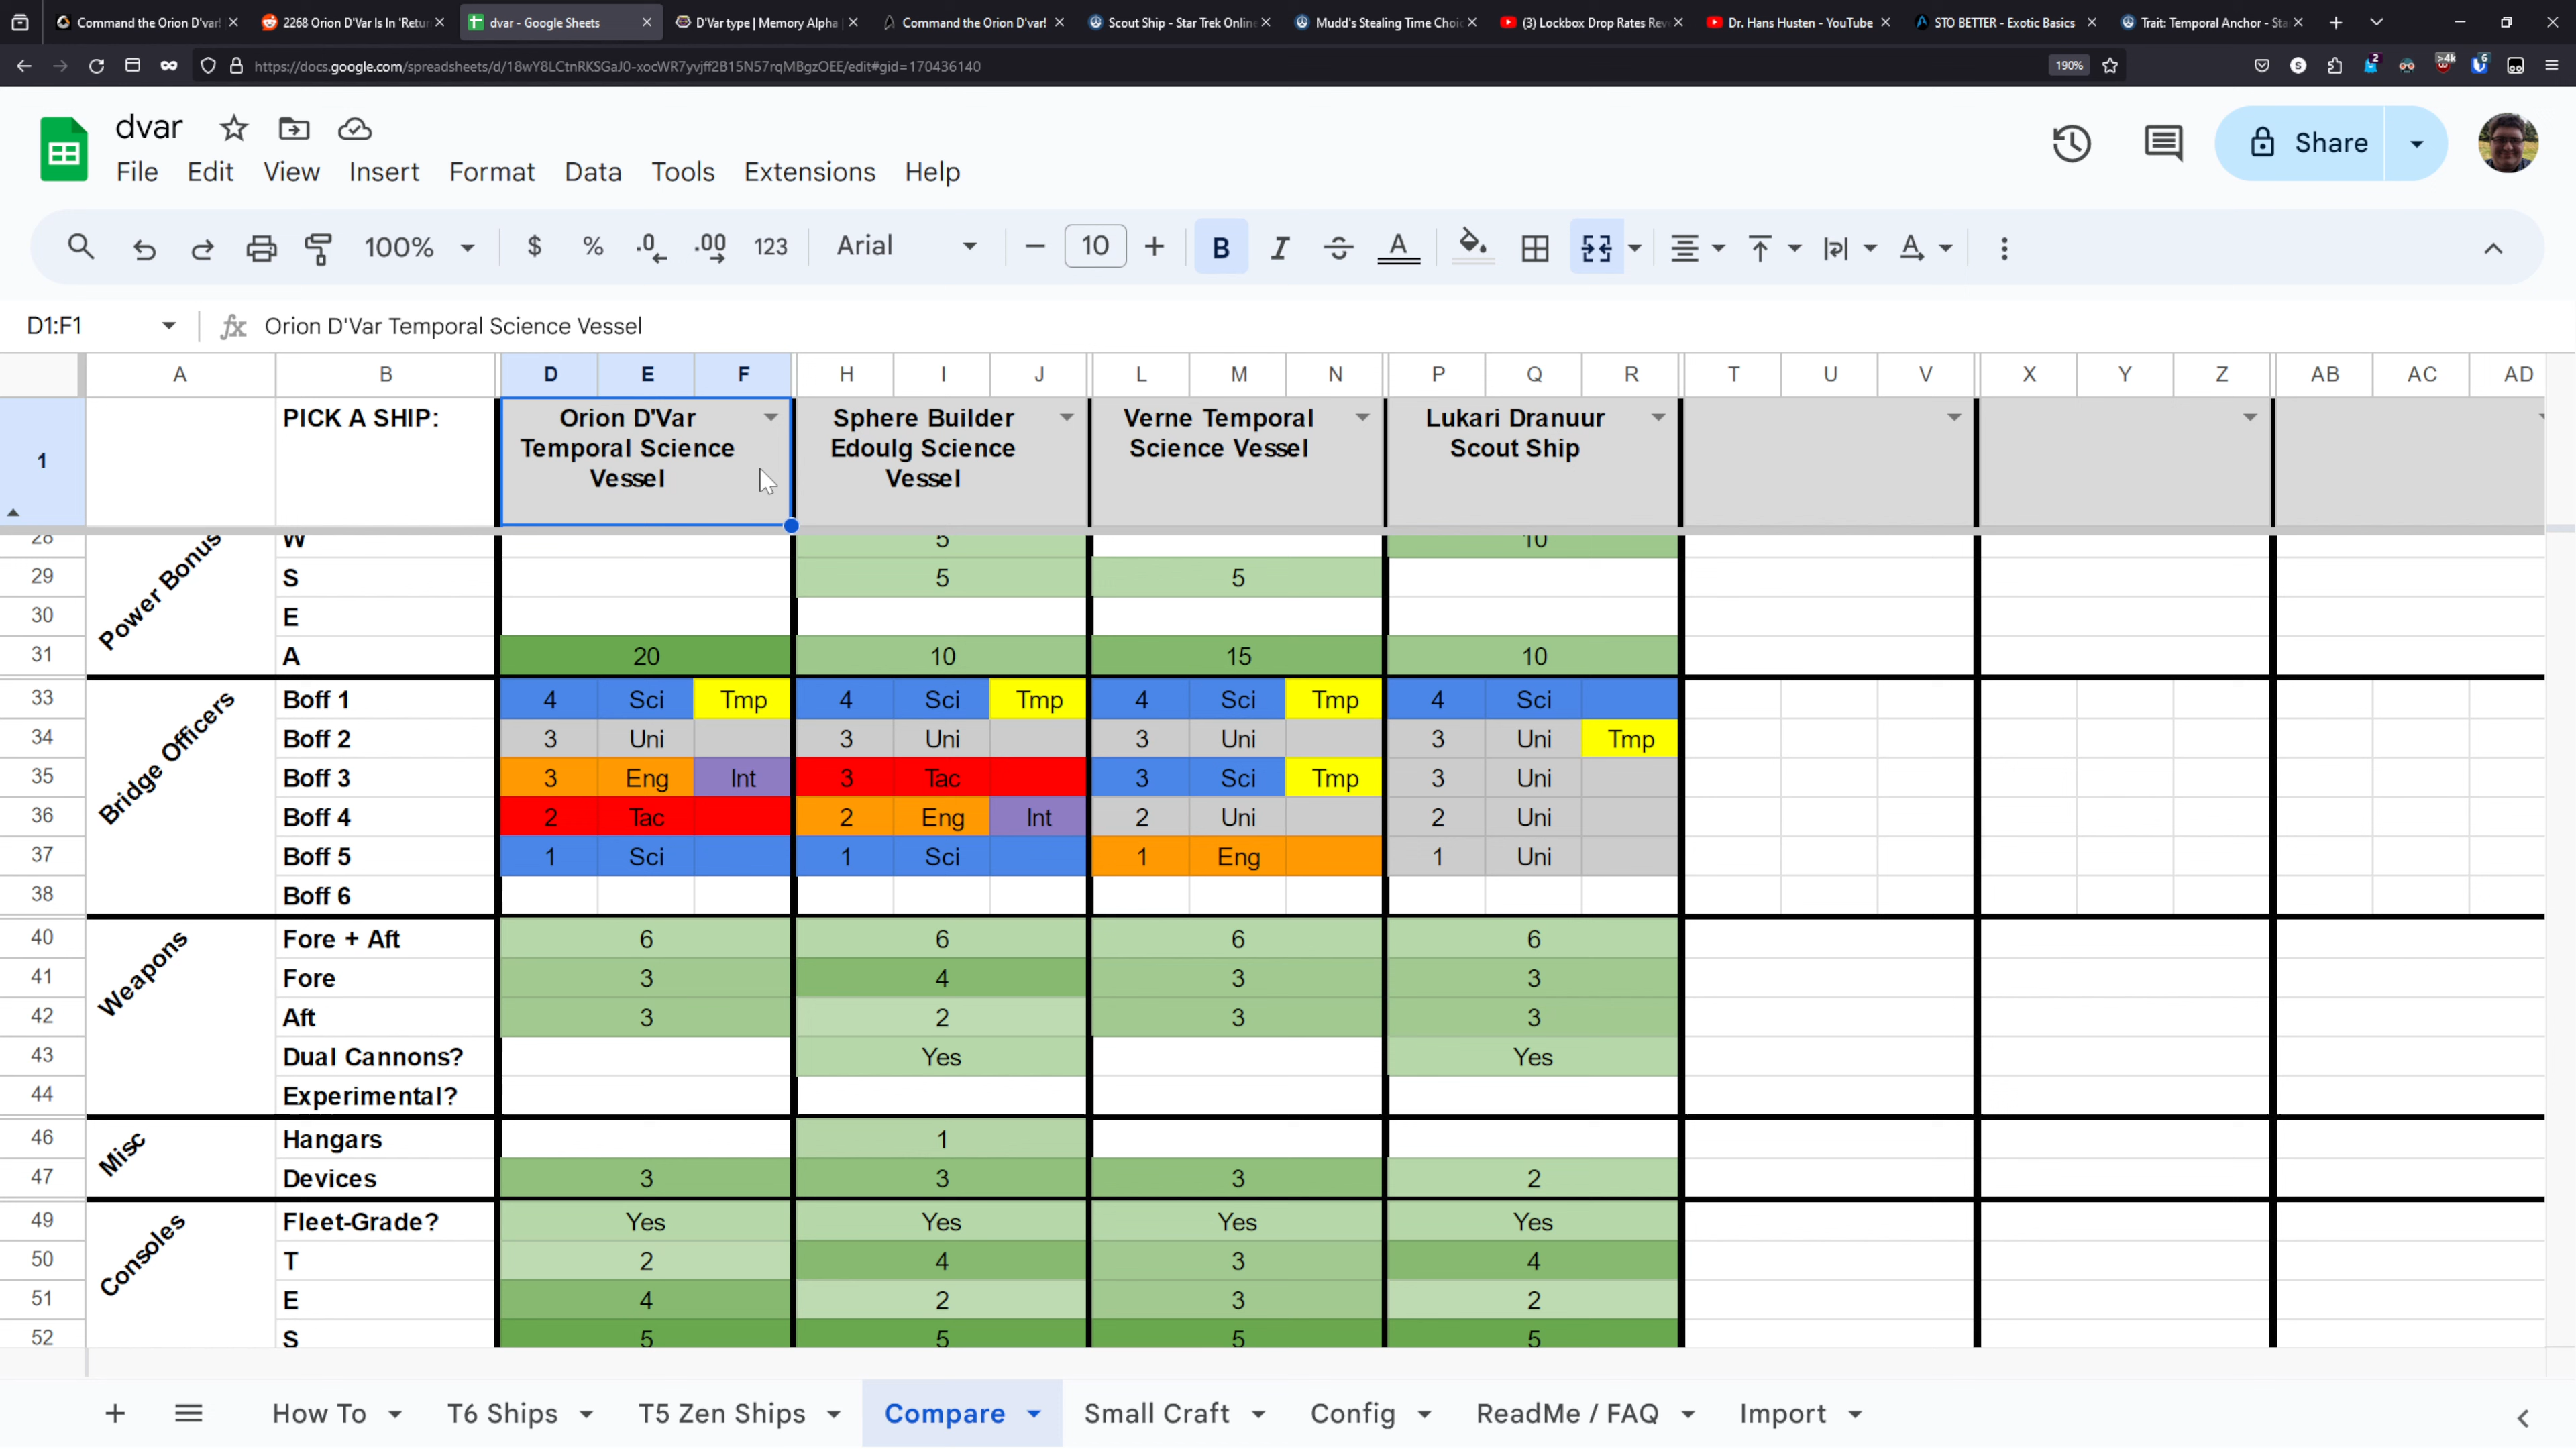 Command the Orion D'var!
2268 Orion D'Var Is In 'Retur
dvar - Google Sheets
D'Var type | Memory Alpha |
Command the Orion D'var!
Scout Ship - Star Trek Online
Mudd's Stealing Time Choic
(3) Lockbox Drop Rates Rev
Dr. Hans Husten - YouTube
STO BETTER - Exotic Basics
Trait: Temporal Anchor - Sta
https://docs.google.com/spreadsheets/d/18wY8LCtnRKSGaJ0-xocWR7yvjff2B15N57rqMBgzOEE/edit#gid=170436140
190%
2
>4k
6
dvar
Share
File Edit View Insert Format Data Tools Extensions Help
100% $ % .0 .00 123 Arial 10 B I A
D1:F1
Orion D'Var Temporal Science Vessel
A B D E F H I J L M N P Q R T U V X Y Z AB AC AD
1
PICK A SHIP:
Orion D'Var
Temporal Science
Vessel
Sphere Builder
Edoulg Science
Vessel
Verne Temporal
Science Vessel
Lukari Dranuur
Scout Ship
Power Bonus
28 W 5 10
29 S 5 5
30 E
31 A 20 10 15 10
Bridge Officers
33 Boff 1 4 Sci Tmp 4 Sci Tmp 4 Sci Tmp 4 Sci
34 Boff 2 3 Uni 3 Uni 3 Uni 3 Uni Tmp
35 Boff 3 3 Eng Int 3 Tac 3 Sci Tmp 3 Uni
36 Boff 4 2 Tac 2 Eng Int 2 Uni 2 Uni
37 Boff 5 1 Sci 1 Sci 1 Eng 1 Uni
38 Boff 6
Weapons
40 Fore + Aft 6 6 6 6
41 Fore 3 4 3 3
42 Aft 3 2 3 3
43 Dual Cannons? Yes Yes
44 Experimental?
Misc
46 Hangars 1
47 Devices 3 3 3 2
Consoles
49 Fleet-Grade? Yes Yes Yes Yes
50 T 2 4 3 4
51 E 4 2 3 2
52 S 5 5 5 5
How To T6 Ships T5 Zen Ships Compare Small Craft Config ReadMe / FAQ Import